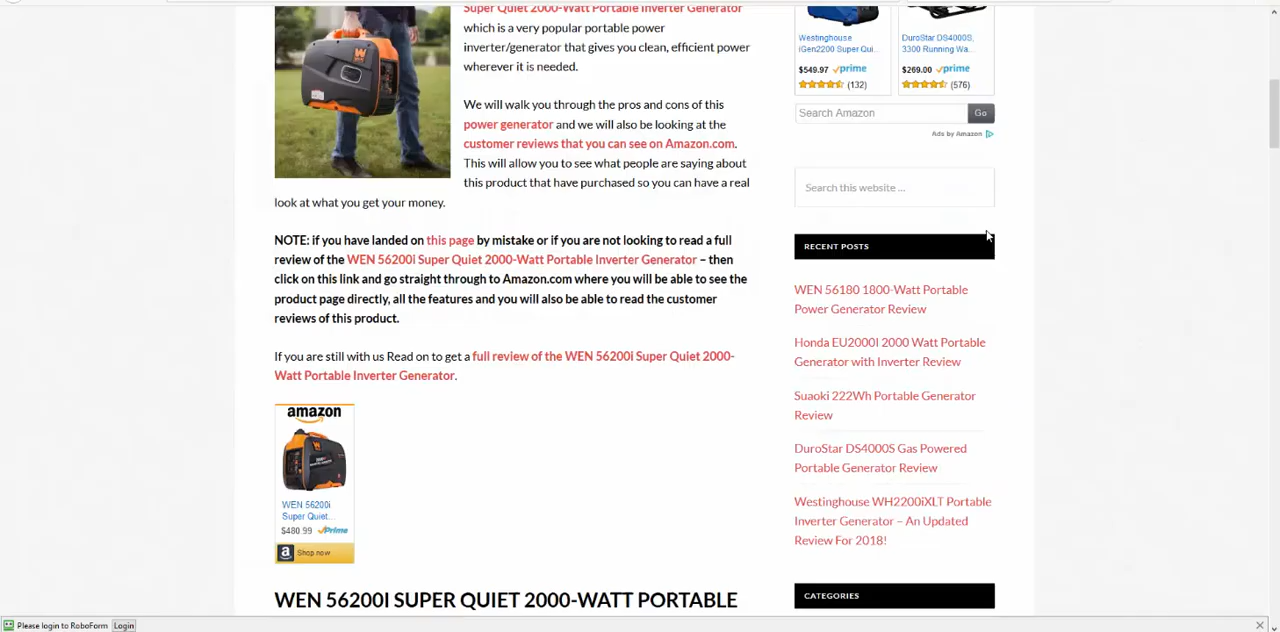 Super Quiet 2000-Watt Portable Inverter Generator
which is a very popular portable power
inverter/generator that gives you clean, efficient power
wherever it is needed.
We will walk you through the pros and cons of this
power generator and we will also be looking at the
customer reviews that you can see on Amazon.com.
This will allow you to see what people are saying about
this product that have purchased so you can have a real
look at what you get your money.
NOTE: if you have landed on this page by mistake or if you are not looking to read a full
review of the WEN 56200i Super Quiet 2000-Watt Portable Inverter Generator – then
click on this link and go straight through to Amazon.com where you will be able to see the
product page directly, all the features and you will also be able to read the customer
reviews of this product.
If you are still with us Read on to get a full review of the WEN 56200i Super Quiet 2000-
Watt Portable Inverter Generator.
amazon
WEN 56200i
Super Quiet...
$480.99 Prime
a Shop now
WEN 56200I SUPER QUIET 2000-WATT PORTABLE
Westinghouse
iGen2200 Super Qui...
$549.97 prime
(132)
DuroStar DS4000S,
3300 Running Wa...
$269.00 prime
(576)
Search Amazon
Go
Ads by Amazon
Search this website ...
RECENT POSTS
WEN 56180 1800-Watt Portable
Power Generator Review
Honda EU2000I 2000 Watt Portable
Generator with Inverter Review
Suaoki 222Wh Portable Generator
Review
DuroStar DS4000S Gas Powered
Portable Generator Review
Westinghouse WH2200iXLT Portable
Inverter Generator – An Updated
Review For 2018!
CATEGORIES
Please login to RoboForm Login